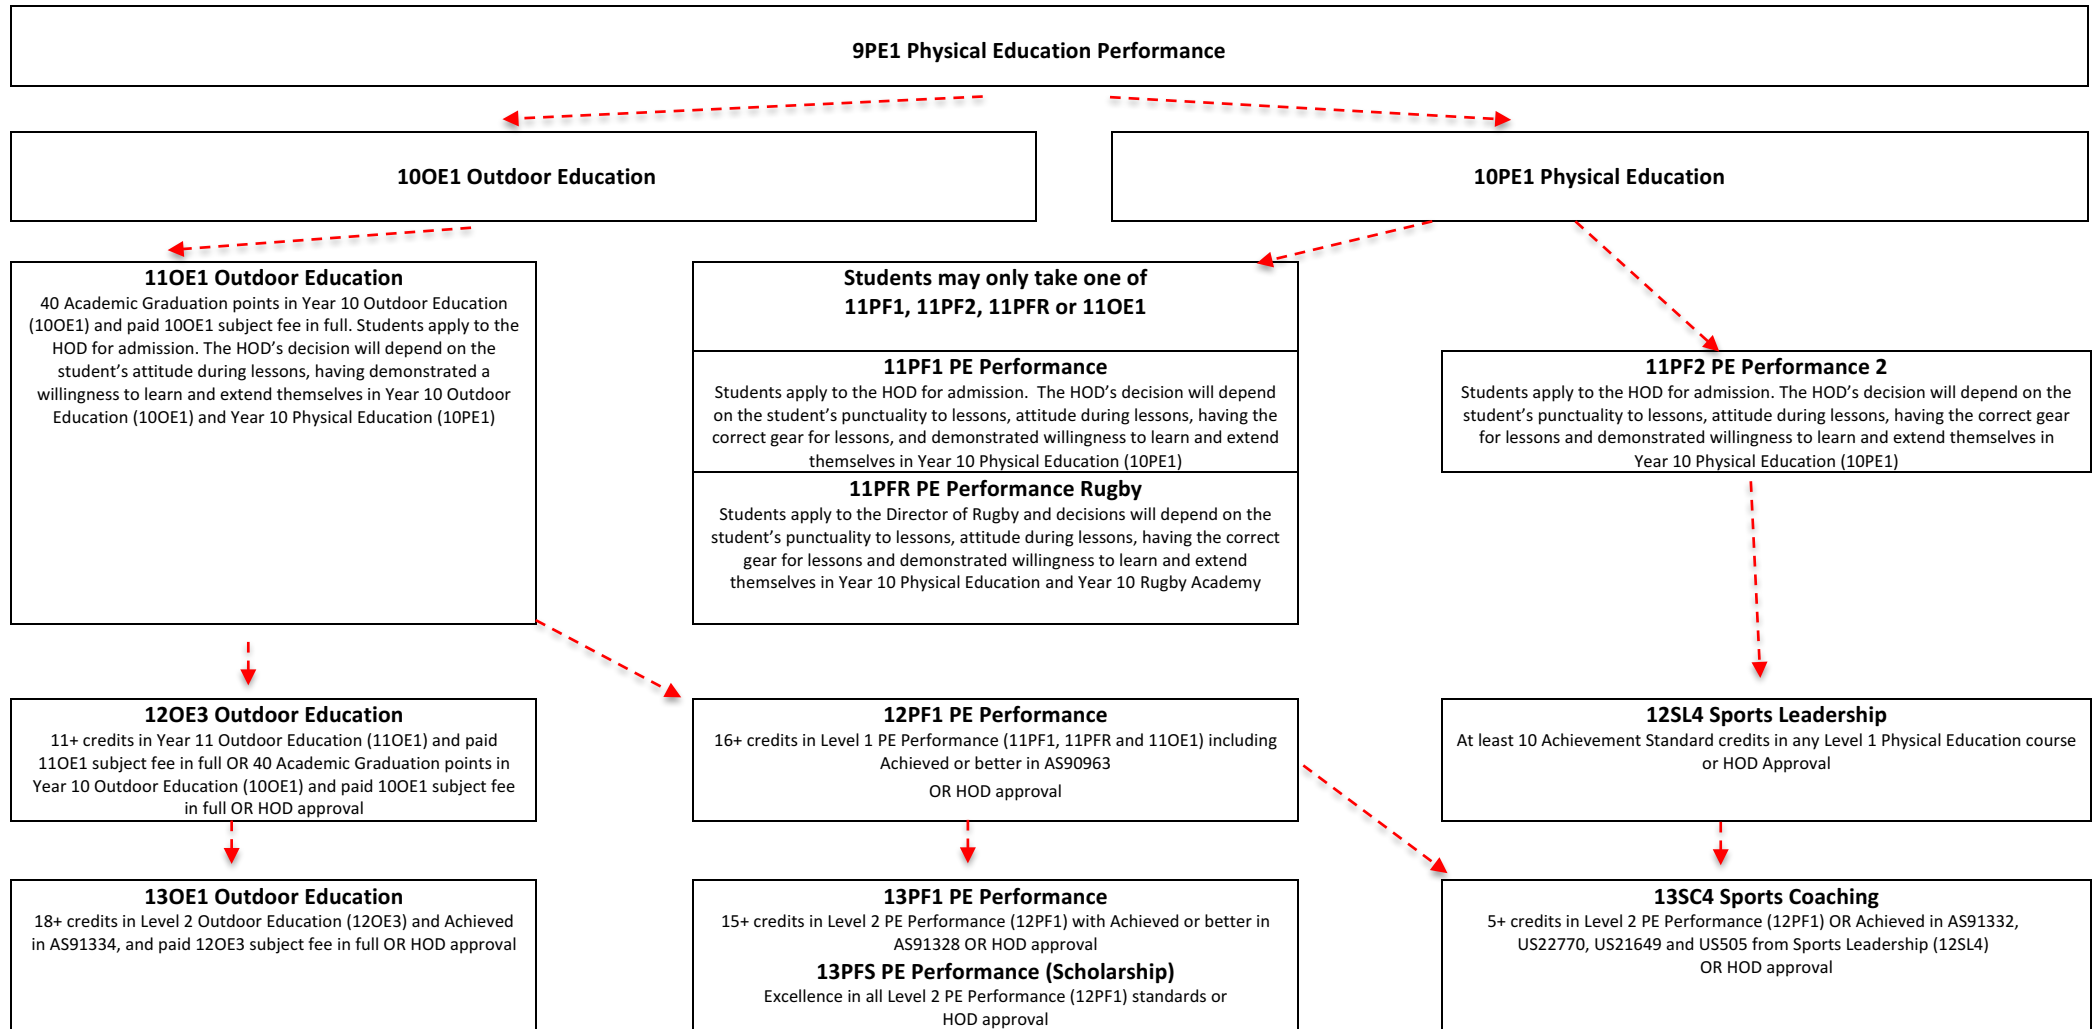 9PE1 Physical Education Performance
10OE1 Outdoor Education
10PE1 Physical Education
11OE1 Outdoor Education
40 Academic Graduation points in Year 10 Outdoor Education
(10OE1) and paid 10OE1 subject fee in full. Students apply to the
HOD for admission. The HOD’s decision will depend on the
student’s attitude during lessons, having demonstrated a
willingness to learn and extend themselves in Year 10 Outdoor
Education (10OE1) and Year 10 Physical Education (10PE1)
Students may only take one of
11PF1, 11PF2, 11PFR or 11OE1
11PF1 PE Performance
Students apply to the HOD for admission.  The HOD’s decision will depend
on the student’s punctuality to lessons, attitude during lessons, having the
correct gear for lessons, and demonstrated willingness to learn and extend
themselves in Year 10 Physical Education (10PE1)
11PFR PE Performance Rugby
Students apply to the Director of Rugby and decisions will depend on the
student’s punctuality to lessons, attitude during lessons, having the correct
gear for lessons and demonstrated willingness to learn and extend
themselves in Year 10 Physical Education and Year 10 Rugby Academy
11PF2 PE Performance 2
Students apply to the HOD for admission. The HOD’s decision will depend on the
student’s punctuality to lessons, attitude during lessons, having the correct gear
for lessons and demonstrated willingness to learn and extend themselves in
Year 10 Physical Education (10PE1)
12OE3 Outdoor Education
11+ credits in Year 11 Outdoor Education (11OE1) and paid
11OE1 subject fee in full OR 40 Academic Graduation points in
Year 10 Outdoor Education (10OE1) and paid 10OE1 subject fee
in full OR HOD approval
12PF1 PE Performance
16+ credits in Level 1 PE Performance (11PF1, 11PFR and 11OE1) including
Achieved or better in AS90963
OR HOD approval
12SL4 Sports Leadership
At least 10 Achievement Standard credits in any Level 1 Physical Education course
or HOD Approval
13OE1 Outdoor Education
18+ credits in Level 2 Outdoor Education (12OE3) and Achieved
in AS91334, and paid 12OE3 subject fee in full OR HOD approval
13PF1 PE Performance
15+ credits in Level 2 PE Performance (12PF1) with Achieved or better in
AS91328 OR HOD approval
13PFS PE Performance (Scholarship)
Excellence in all Level 2 PE Performance (12PF1) standards or
HOD approval
13SC4 Sports Coaching
5+ credits in Level 2 PE Performance (12PF1) OR Achieved in AS91332,
US22770, US21649 and US505 from Sports Leadership (12SL4)
OR HOD approval